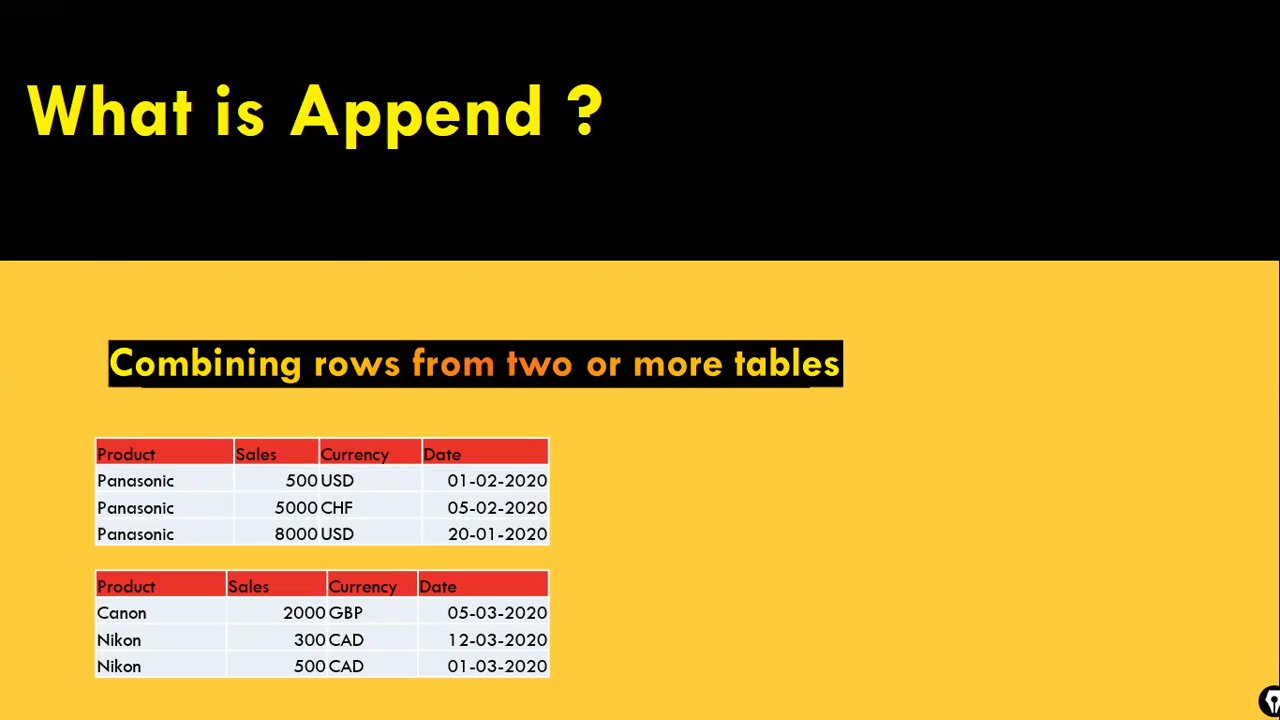 What is Append ?
Combining rows from two or more tables
Product Sales Currency Date
Panasonic 500 USD 01-02-2020
Panasonic 5000 CHF 05-02-2020
Panasonic 8000 USD 20-01-2020
Product Sales Currency Date
Canon 2000 GBP 05-03-2020
Nikon 300 CAD 12-03-2020
Nikon 500 CAD 01-03-2020